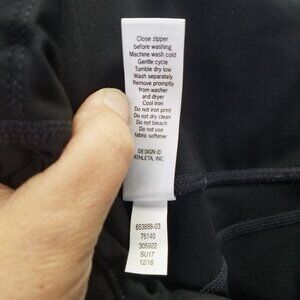 Close zipper
before washing
Machine wash cold
Gentle cycle
Tumble dry low
Wash separately
Remove promptly
from washer
and dryer
Cool iron
Do not iron print
Do not dry clean
Do not bleach
Do not use
fabric softener
DESIGN ©
ATHLETA, INC.
653888-03
76140
305922
SU17
12/16